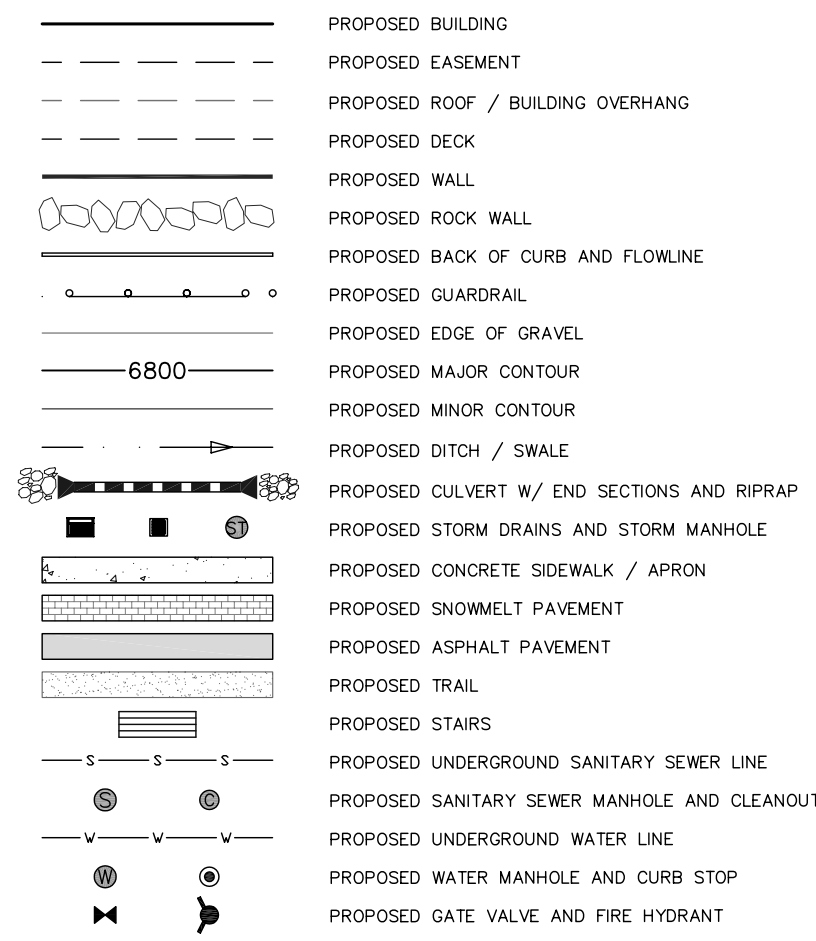 PROPOSED BUILDING
PROPOSED EASEMENT
PROPOSED ROOF / BUILDING OVERHANG
PROPOSED DECK
PROPOSED WALL
PROPOSED ROCK WALL
PROPOSED BACK OF CURB AND FLOWLINE
PROPOSED GUARDRAIL
PROPOSED EDGE OF GRAVEL
6800 PROPOSED MAJOR CONTOUR
PROPOSED MINOR CONTOUR
PROPOSED DITCH / SWALE
PROPOSED CULVERT W/ END SECTIONS AND RIPRAP
ST PROPOSED STORM DRAINS AND STORM MANHOLE
PROPOSED CONCRETE SIDEWALK / APRON
PROPOSED SNOWMELT PAVEMENT
PROPOSED ASPHALT PAVEMENT
PROPOSED TRAIL
PROPOSED STAIRS
S S S PROPOSED UNDERGROUND SANITARY SEWER LINE
S C PROPOSED SANITARY SEWER MANHOLE AND CLEANOUT
W W W PROPOSED UNDERGROUND WATER LINE
W PROPOSED WATER MANHOLE AND CURB STOP
PROPOSED GATE VALVE AND FIRE HYDRANT